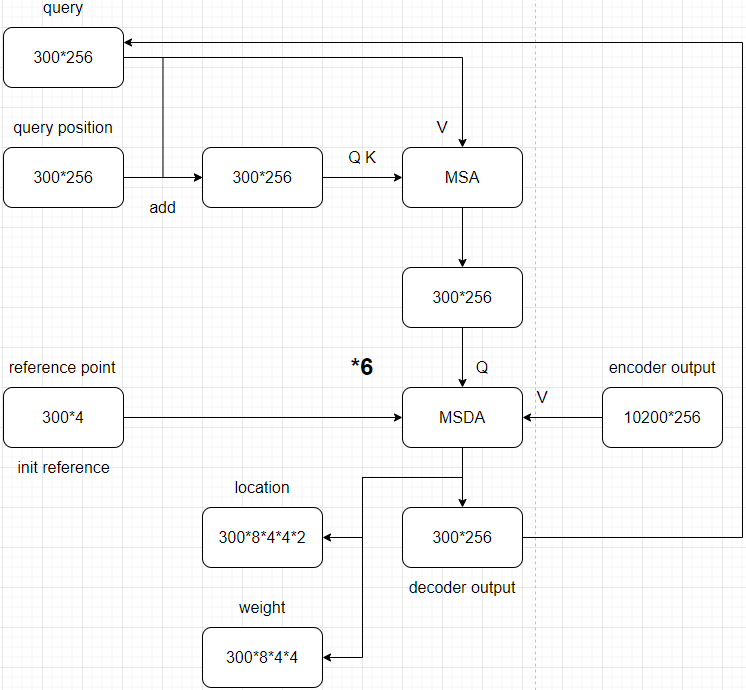 query
300*256
query position
V
300*256
300*256
Q K
MSA
add
300*256
reference point
*6
Q
encoder output
300*4
MSDA
V
10200*256
init reference
location
300*8*4*4*2
300*256
decoder output
weight
300*8*4*4